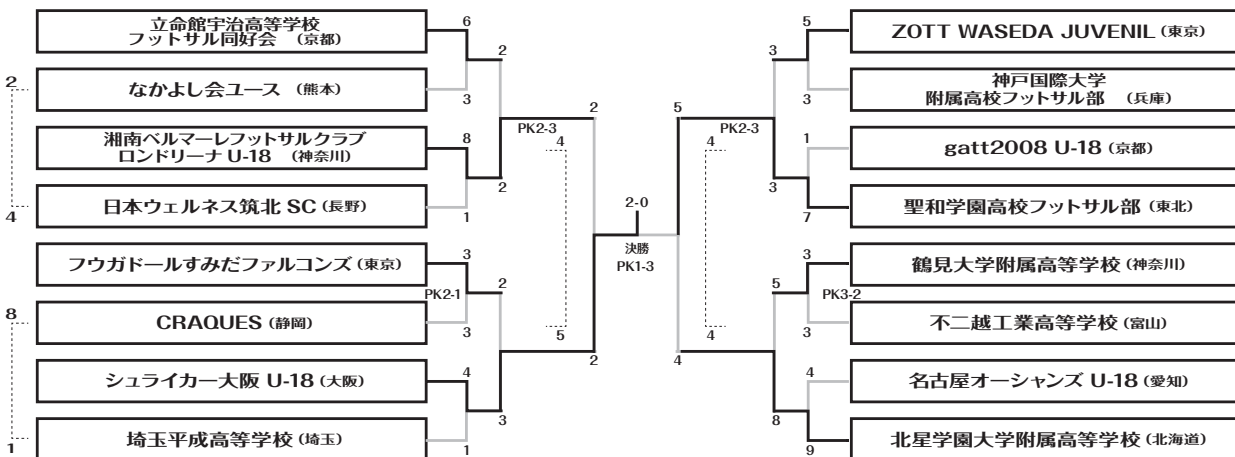 立命館宇治高等学校
フットサル同好会 (京都)
なかよし会ユース (熊本)
湘南ベルマーレフットサルクラブ
ロンドリーナ U-18 (神奈川)
日本ウェルネス筑北 SC (長野)
フウガドールすみだファルコンズ (東京)
CRAQUES (静岡)
シュライカー大阪 U-18 (大阪)
埼玉平成高等学校 (埼玉)
2
4
8
1
6
3
8
1
3
PK2-1
3
4
1
2
2
2
3
2
PK2-3
4
5
2
2-0
決勝
PK1-3
5
PK2-3
4
4
4
3
3
5
8
5
3
1
7
3
PK3-2
3
4
9
ZOTT WASEDA JUVENIL (東京)
神戸国際大学
附属高校フットサル部 (兵庫)
gatt2008 U-18 (京都)
聖和学園高校フットサル部 (東北)
鶴見大学附属高等学校 (神奈川)
不二越工業高等学校 (富山)
名古屋オーシャンズ U-18 (愛知)
北星学園大学附属高等学校 (北海道)